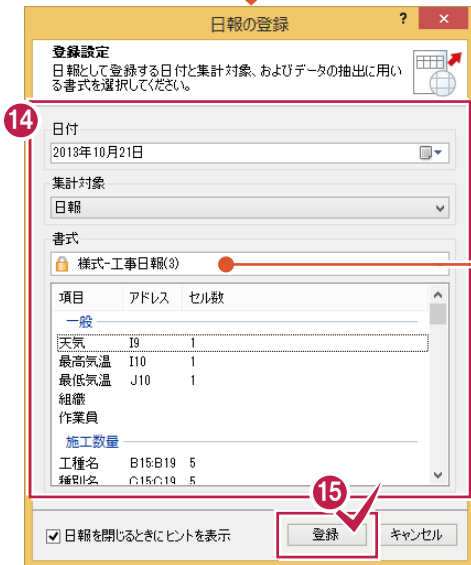 日報の登録 ? ×
登録設定
日報として登録する日付と集計対象、およびデータの抽出に用い
る書式を選択してください。
14
日付
2013年10月21日
集計対象
日報
書式
様式-工事日報(3)
項目 アドレス セル数
一般
天気 I9 1
最高気温 I10 1
最低気温 J10 1
組織
作業員
施工数量
工種名 B15:B19 5
種別名 C15:C19 5
15
日報を閉じるときにヒントを表示 登録 キャンセル